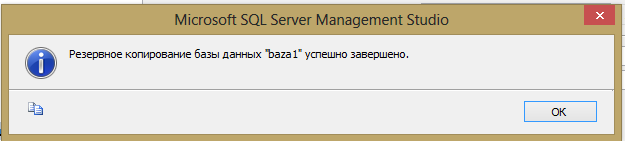 Microsoft SQL Server Management Studio
Резервное копирование базы данных "baza1" успешно завершено.
OK